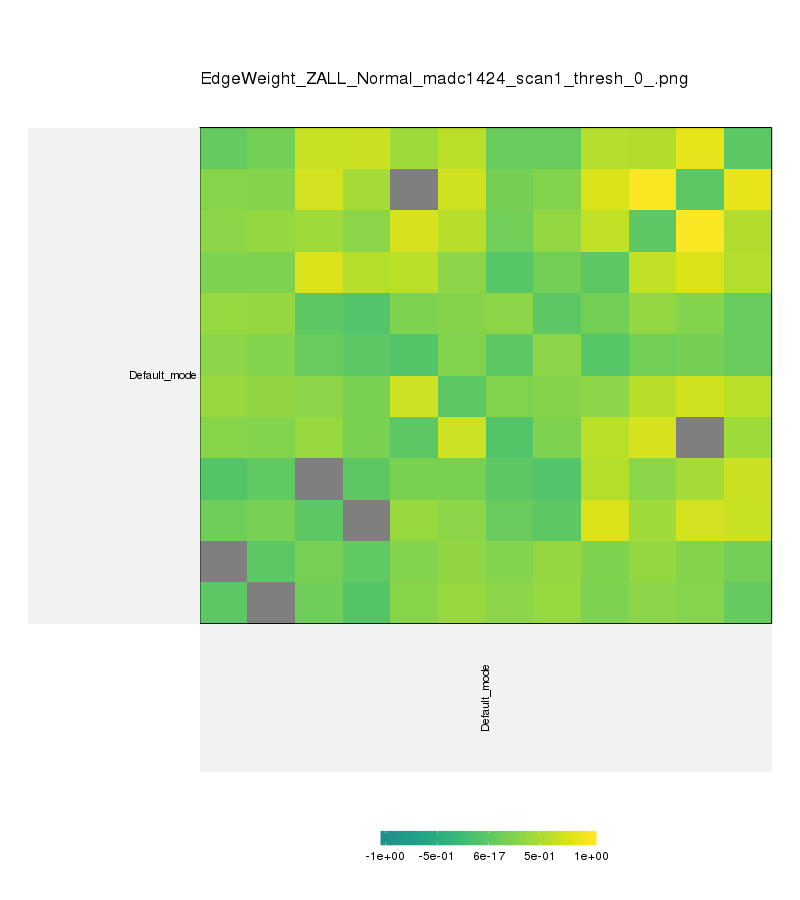 EdgeWeight_ZALL_Normal_madc1424_scan1_thresh_0_.png
Default_mode
Default_mode
-1e+00 -5e-01 6e-17 5e-01 1e+00